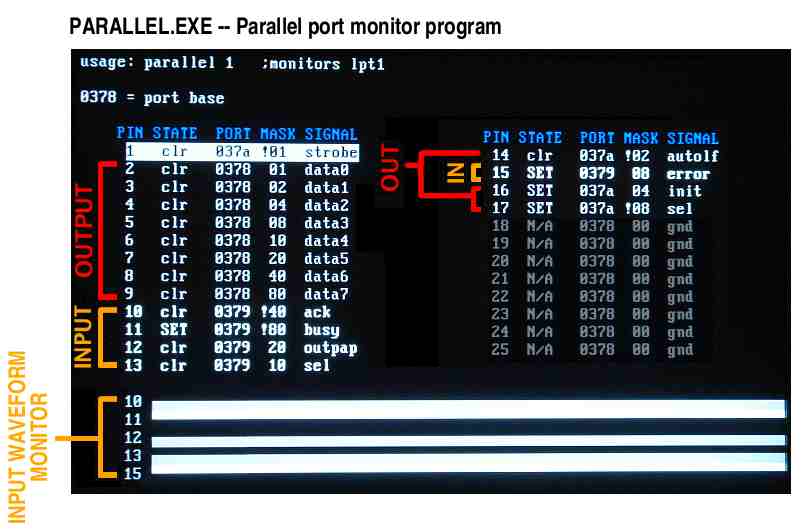 PARALLEL.EXE -- Parallel port monitor program
usage: parallel 1 ;monitors lpt1
0378 = port base
PIN STATE PORT MASK SIGNAL
1 clr 037a !01 strobe
2 clr 0378 01 data0
3 clr 0378 02 data1
4 clr 0378 04 data2
5 clr 0378 08 data3
6 clr 0378 10 data4
7 clr 0378 20 data5
8 clr 0378 40 data6
9 clr 0378 80 data7
10 clr 0379 !40 ack
11 SET 0379 !80 busy
12 clr 0379 20 outpap
13 clr 0379 10 sel
OUTPUT
INPUT
PIN STATE PORT MASK SIGNAL
14 clr 037a !02 autolf
15 SET 0379 08 error
16 SET 037a 04 init
17 SET 037a !08 sel
18 N/A 0378 00 gnd
19 N/A 0378 00 gnd
20 N/A 0378 00 gnd
21 N/A 0378 00 gnd
22 N/A 0378 00 gnd
23 N/A 0378 00 gnd
24 N/A 0378 00 gnd
25 N/A 0378 00 gnd
OUT
IN
10
11
12
13
15
INPUT WAVEFORM
MONITOR